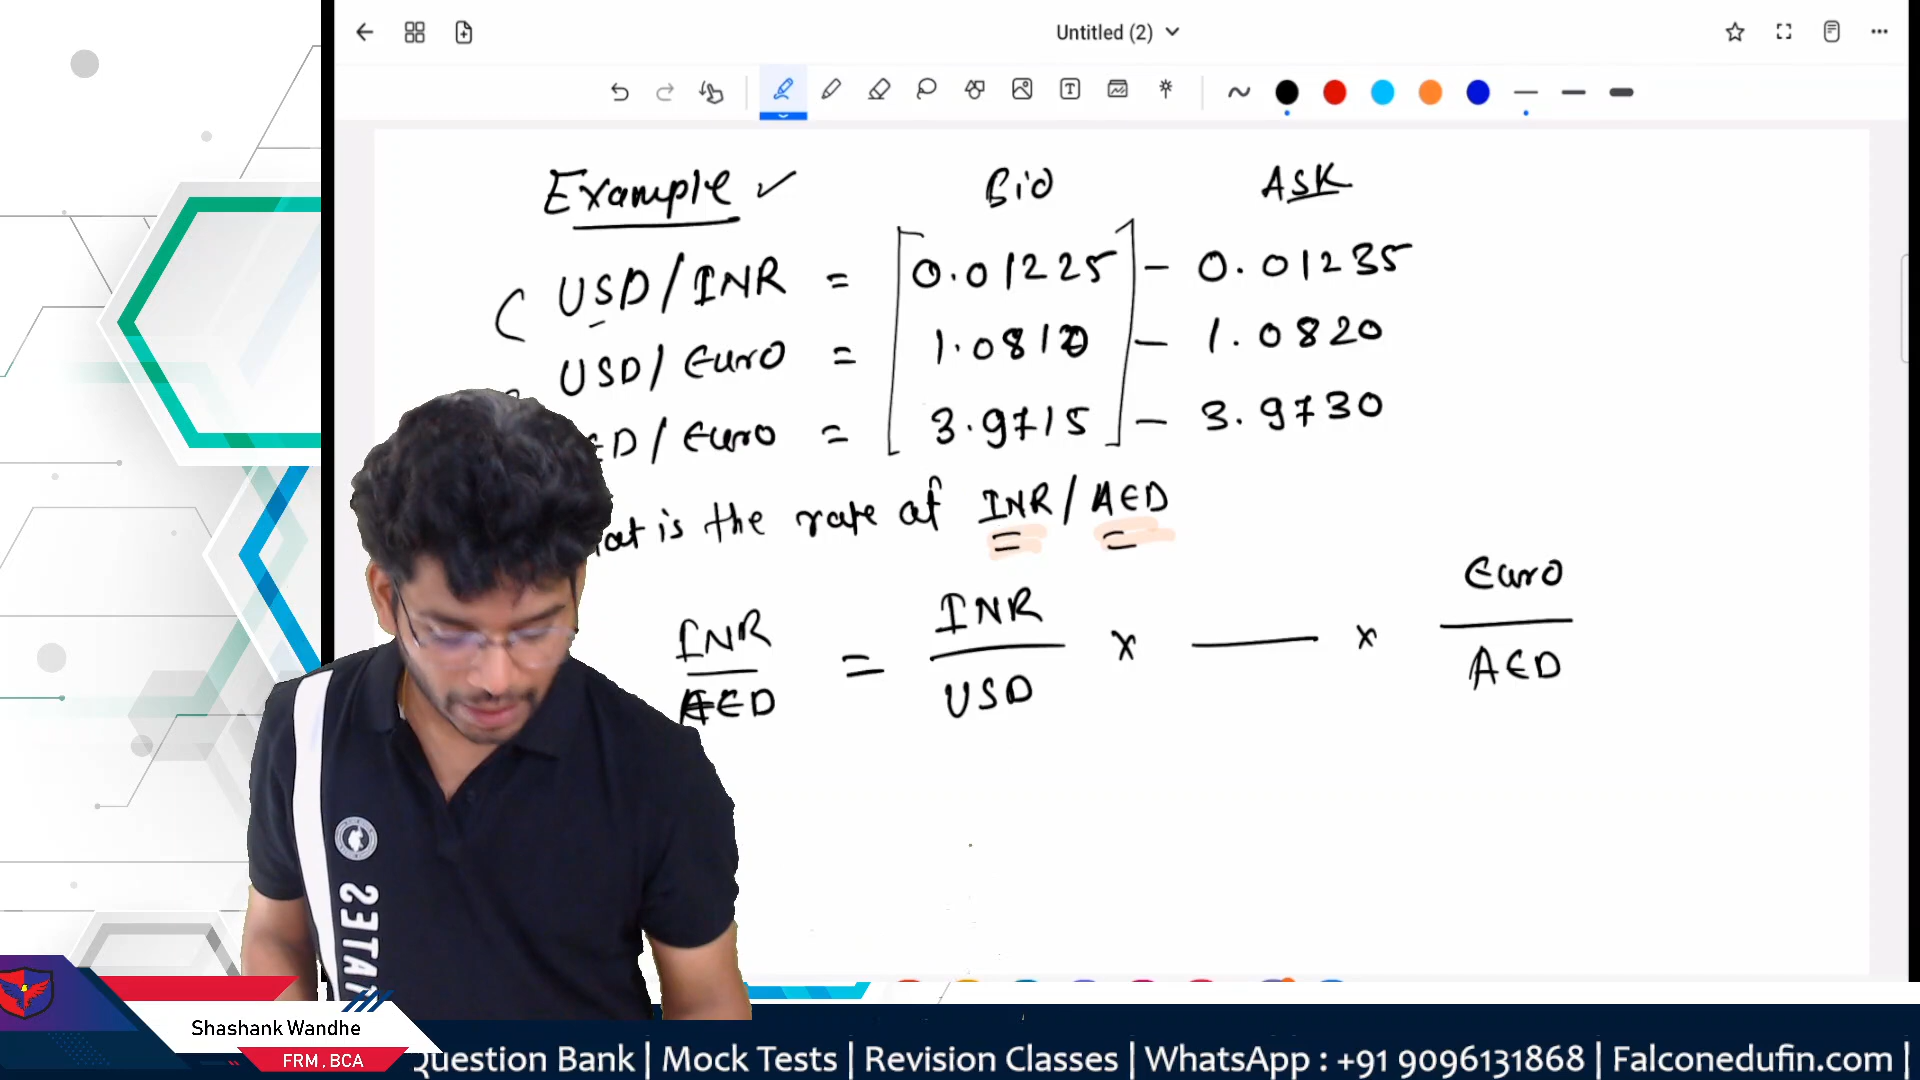 Untitled (2)
Example ✓ Bid ASK
USD/INR = 0.01225 - 0.01235
USD/Euro = 1.0810 - 1.0820
ED/Euro = 3.9715 - 3.9730
at is the rate of INR/AED
INR/AED = INR/USD × ___ × Euro/AED
Shashank Wandhe
FRM, BCA
Question Bank | Mock Tests | Revision Classes | WhatsApp : +91 9096131868 | Falconedufin.com |